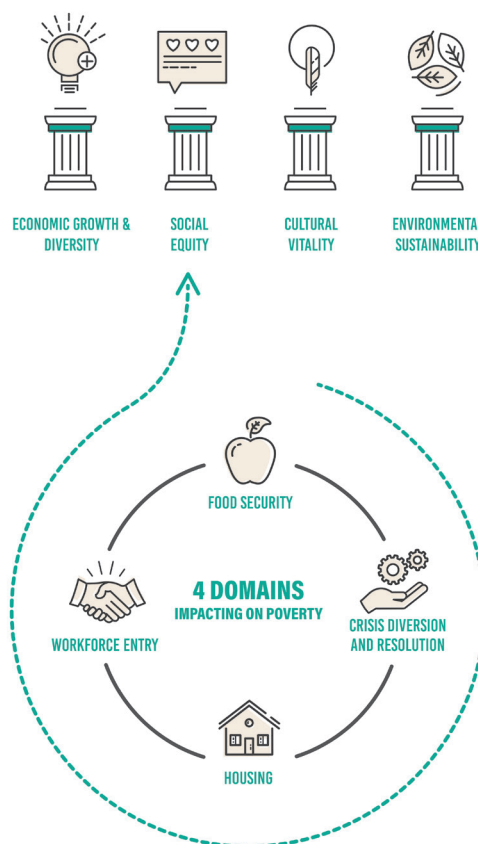 ECONOMIC GROWTH &
DIVERSITY
SOCIAL
EQUITY
CULTURAL
VITALITY
ENVIRONMENTA
SUSTAINABILITY
FOOD SECURITY
4 DOMAINS
IMPACTING ON POVERTY
WORKFORCE ENTRY
CRISIS DIVERSION
AND RESOLUTION
HOUSING